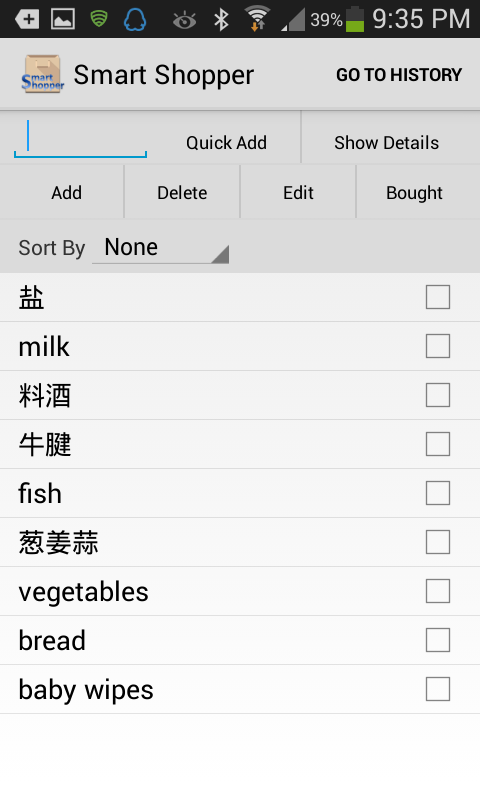 39% 9:35 PM
Smart Shopper Smart Shopper GO TO HISTORY
Quick Add Show Details
Add Delete Edit Bought
Sort By None
盐
milk
料酒
牛腱
fish
葱姜蒜
vegetables
bread
baby wipes